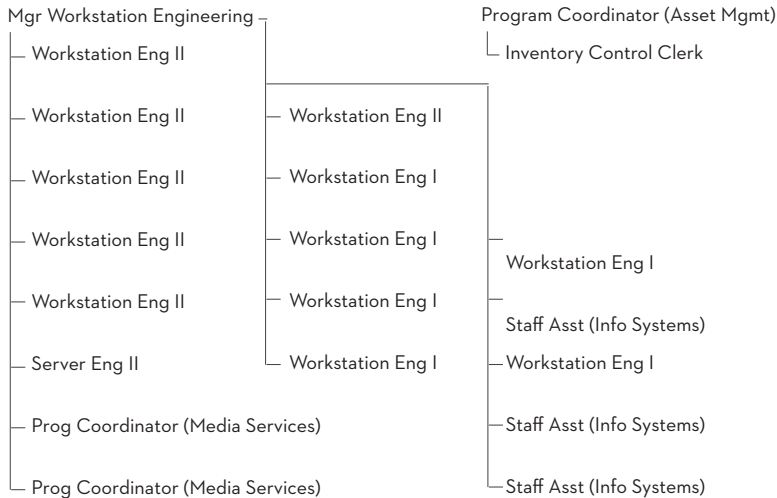 Mgr Workstation Engineering
Workstation Eng II
Workstation Eng II
Workstation Eng II
Workstation Eng II
Workstation Eng II
Server Eng II
Prog Coordinator (Media Services)
Prog Coordinator (Media Services)
Workstation Eng II
Workstation Eng I
Workstation Eng I
Workstation Eng I
Workstation Eng I
Program Coordinator (Asset Mgmt)
Inventory Control Clerk
Workstation Eng I
Staff Asst (Info Systems)
Workstation Eng I
Staff Asst (Info Systems)
Staff Asst (Info Systems)